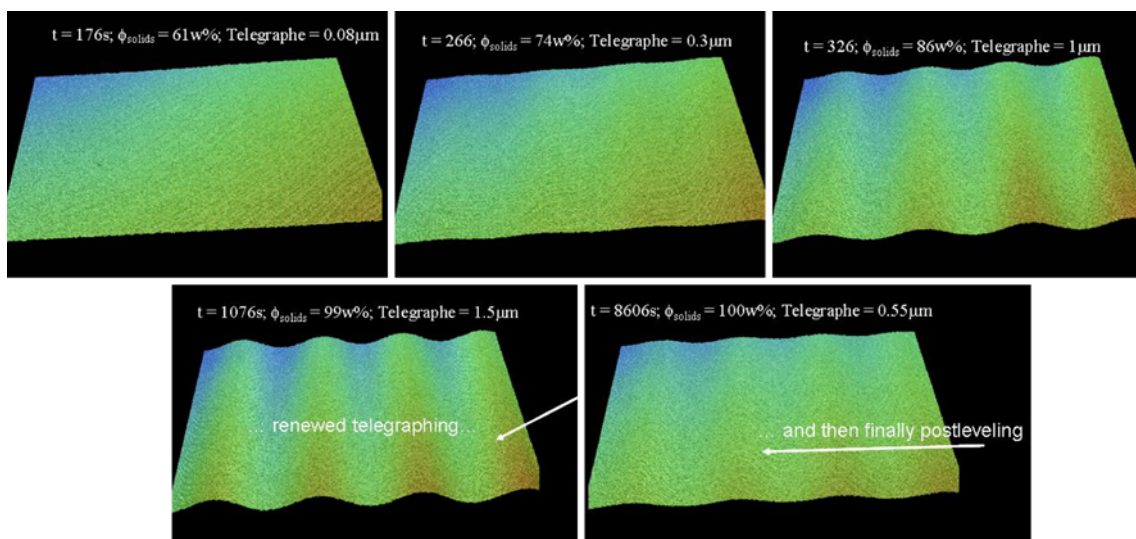 t = 176s; ϕsolids = 61w%; Telegraphe = 0.08μm
t = 266; ϕsolids = 74w%; Telegraphe = 0.3μm
t = 326; ϕsolids = 86w%; Telegraphe = 1μm
t = 1076s; ϕsolids = 99w%; Telegraphe = 1.5μm
... renewed telegraphing...
t = 8606s; ϕsolids = 100w%; Telegraphe = 0.55μm
... and then finally postleveling